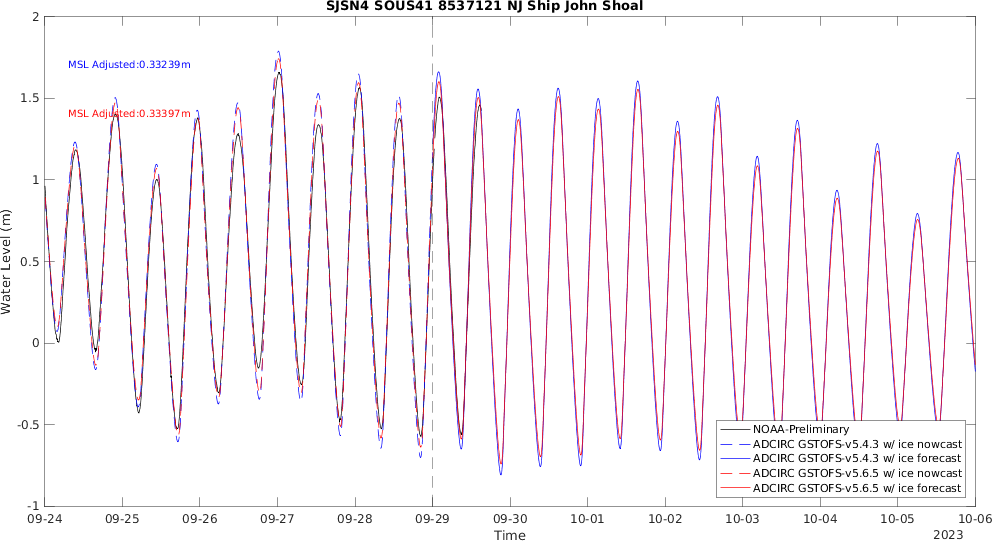 SJSN4 SOUS41 8537121 NJ Ship John Shoal
MSL Adjusted:0.33239m
MSL Adjusted:0.33397m
Water Level (m)
2
1.5
1
0.5
0
-0.5
-1
09-24 09-25 09-26 09-27 09-28 09-29 09-30 10-01 10-02 10-03 10-04 10-05 10-06
Time
2023
NOAA-Preliminary
ADCIRC GSTOFS-v5.4.3 w/ ice nowcast
ADCIRC GSTOFS-v5.4.3 w/ ice forecast
ADCIRC GSTOFS-v5.6.5 w/ ice nowcast
ADCIRC GSTOFS-v5.6.5 w/ ice forecast